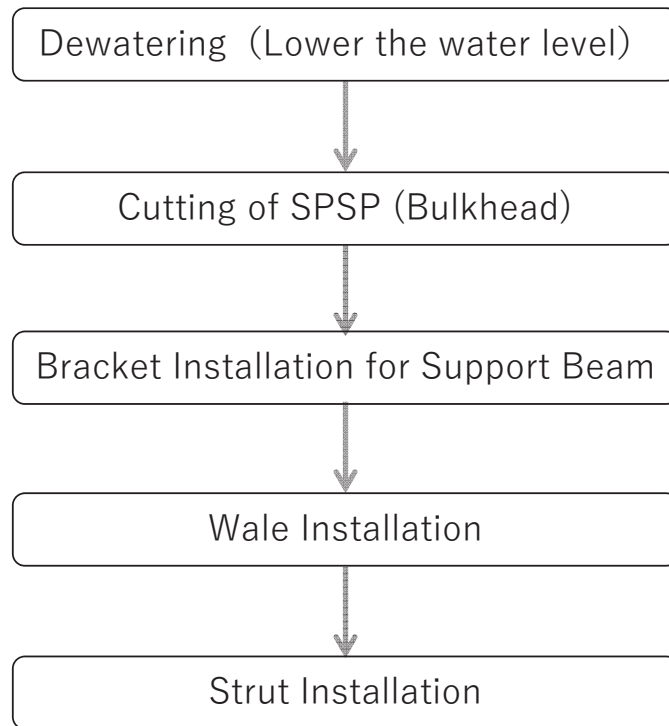 Dewatering (Lower the water level)
Cutting of SPSP (Bulkhead)
Bracket Installation for Support Beam
Wale Installation
Strut Installation